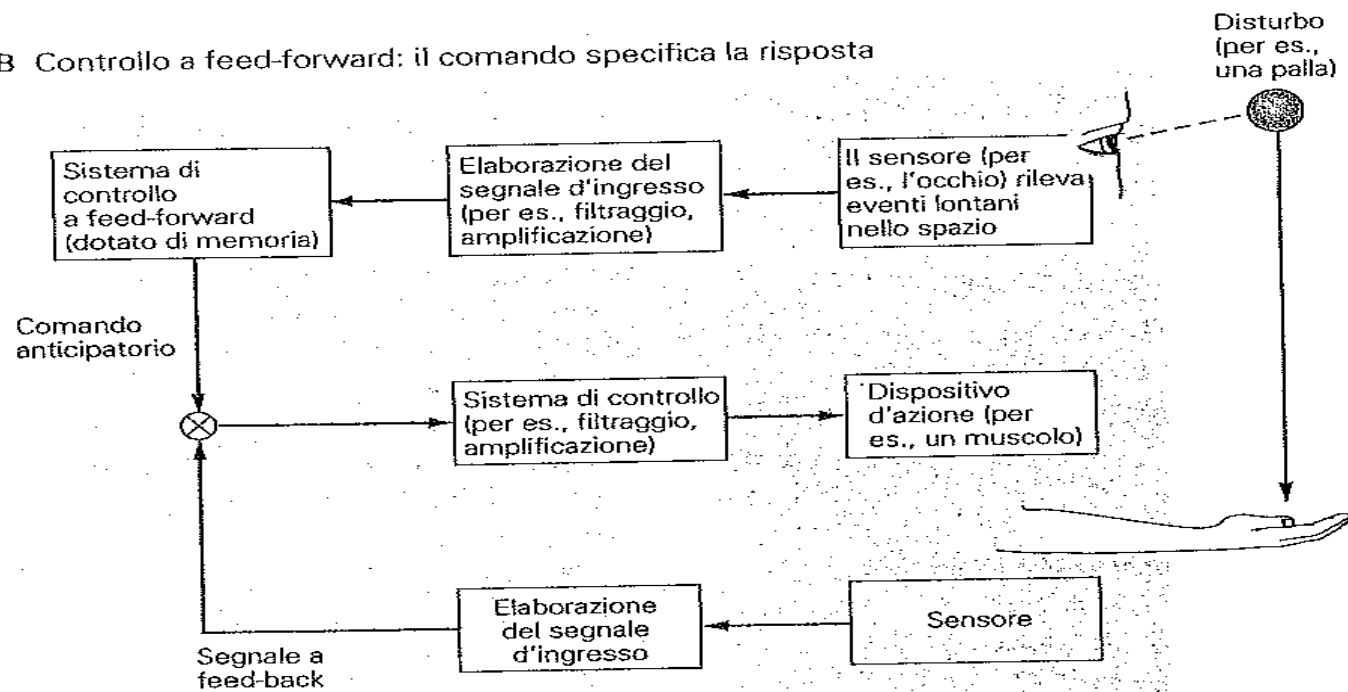 B Controllo a feed-forward: il comando specifica la risposta
Disturbo
(per es.,
una palla)
Sistema di
controllo
a feed-forward
(dotato di memoria)
Elaborazione del
segnale d'ingresso
(per es., filtraggio,
amplificazione)
Il sensore (per
es., l'occhio) rileva
eventi lontani
nello spazio
Comando
anticipatorio
Sistema di controllo
(per es., filtraggio,
amplificazione)
Dispositivo
d'azione (per
es., un muscolo)
Elaborazione
del segnale
d'ingresso
Sensore
Segnale a
feed-back